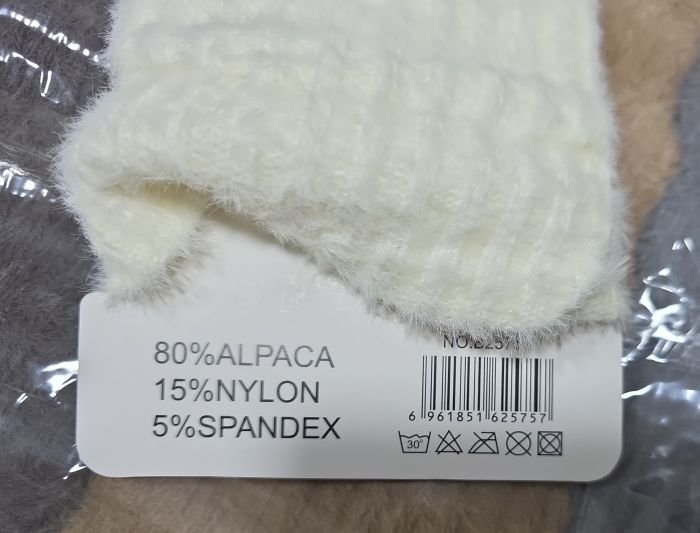 80%ALPACA
15%NYLON
5%SPANDEX
6 961851 625757
30°